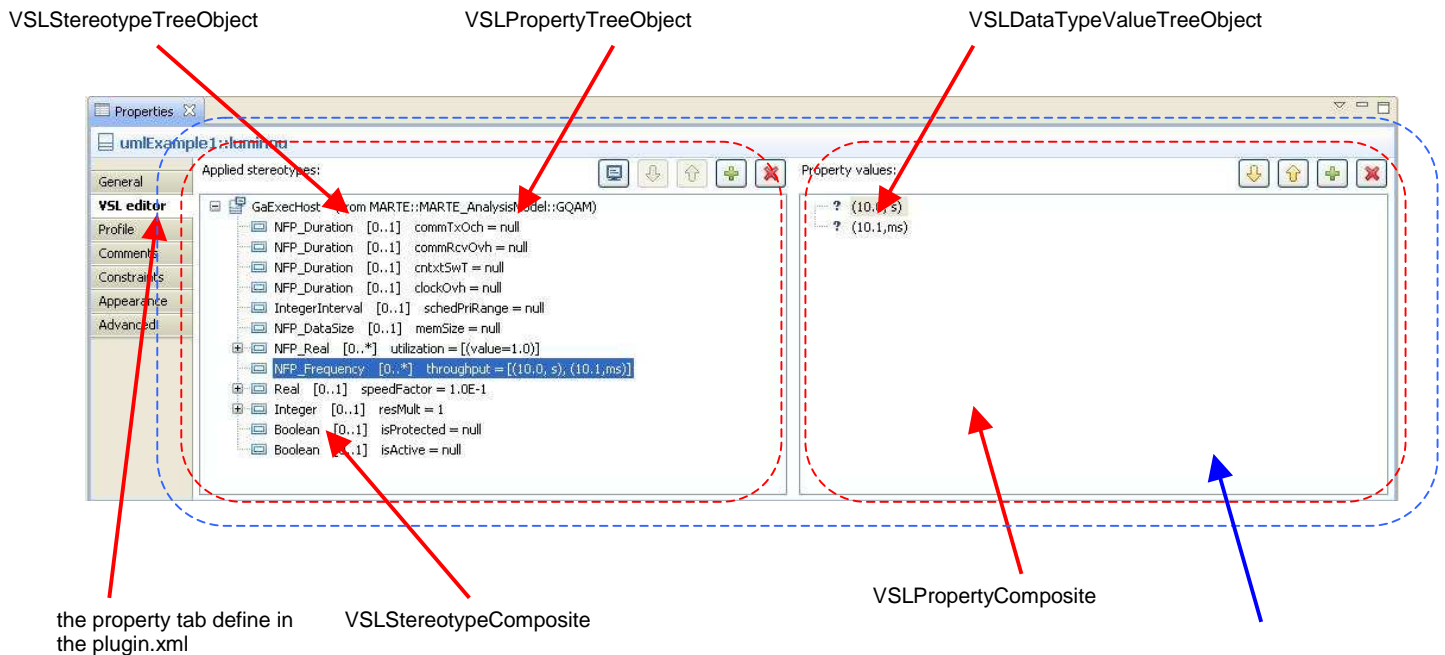 VSLStereotypeTreeObject
VSLPropertyTreeObject
VSLDataTypeValueTreeObject
Properties
umlExample1::luminou
Applied stereotypes:
Property values:
General
VSL editor
Profile
Comments
Constraints
Appearance
Advanced
GaExecHost (from MARTE::MARTE_AnalysisModel::GQAM)
NFP_Duration [0..1] commTxOch = null
NFP_Duration [0..1] commRcvOvh = null
NFP_Duration [0..1] cntxtSwT = null
NFP_Duration [0..1] clockOvh = null
IntegerInterval [0..1] schedPriRange = null
NFP_DataSize [0..1] memSize = null
NFP_Real [0..*] utilization = [(value=1.0)]
NFP_Frequency [0..*] throughput = [(10.0, s), (10.1,ms)]
Real [0..1] speedFactor = 1.0E-1
Integer [0..1] resMult = 1
Boolean [0..1] isProtected = null
Boolean [0..1] isActive = null
? (10.0, s)
? (10.1,ms)
the property tab define in
the plugin.xml
VSLStereotypeComposite
VSLPropertyComposite